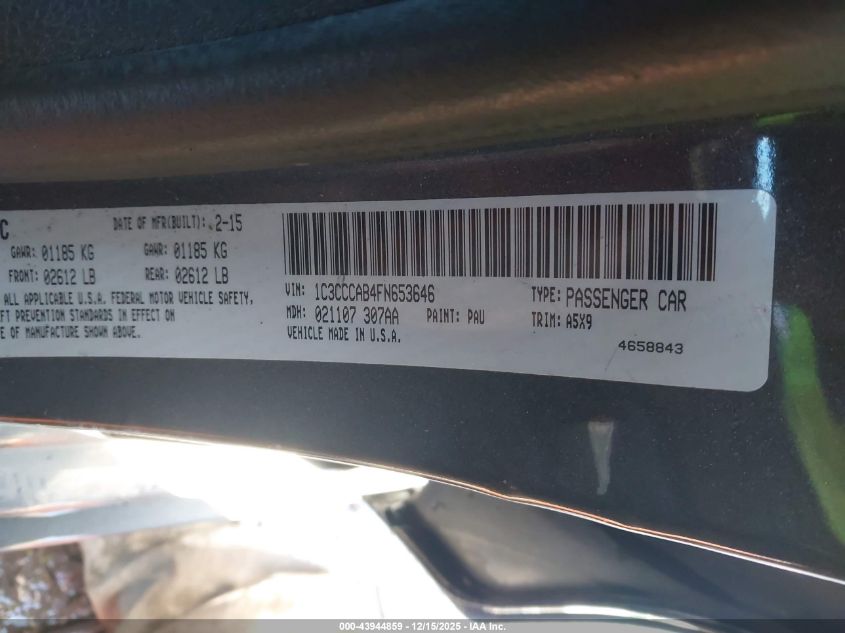 C
DATE OF MFR(BUILT): 2-15
GAWR: 01185 KG GAWR: 01185 KG
FRONT: 02612 LB REAR: 02612 LB
ALL APPLICABLE U.S.A. FEDERAL MOTOR VEHICLE SAFETY,
FT PREVENTION STANDARDS IN EFFECT ON
E OF MANUFACTURE SHOWN ABOVE.
VIN: 1C3CCCAB4FN653646 TYPE: PASSENGER CAR
MDH: 021107 307AA PAINT: PAU TRIM: A5X9
VEHICLE MADE IN U.S.A.
4658843
000-43944859 - 12/15/2025 - IAA Inc.